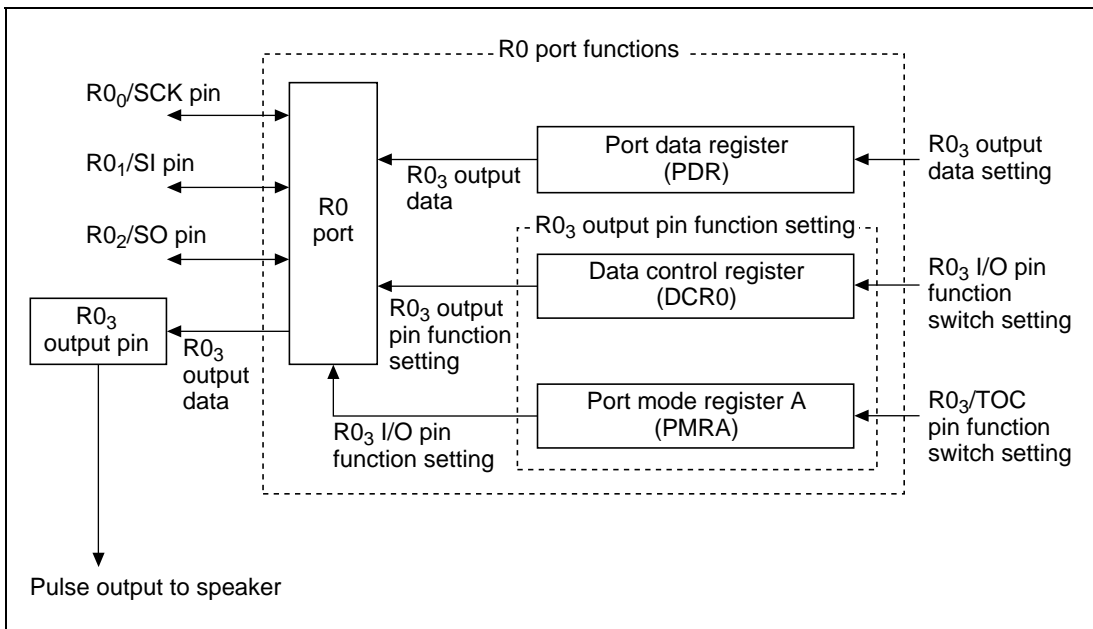 R0 port functions
R0₀/SCK pin
R0₁/SI pin
R0₂/SO pin
R0₃
output pin
R0₃
output
data
Pulse output to speaker
R0
port
R0₃ output
data
Port data register
(PDR)
R0₃ output
data setting
R0₃ output pin function setting
R0₃ output
pin function
setting
Data control register
(DCR0)
R0₃ I/O pin
function
switch setting
R0₃ I/O pin
function setting
Port mode register A
(PMRA)
R0₃/TOC
pin function
switch setting